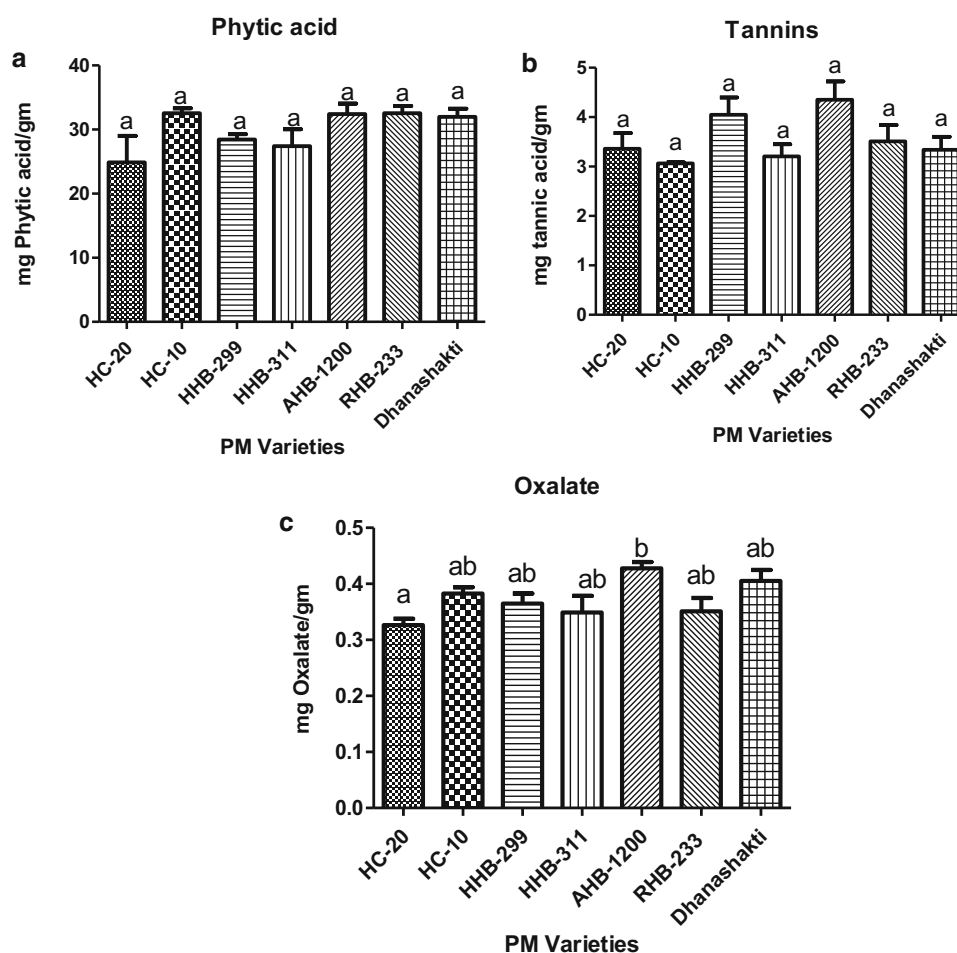 Phytic acid
a
mg Phytic acid/gm
40
30
20
10
0
a
a
a
a
a
a
a
HC-20
HC-10
HHB-299
HHB-311
AHB-1200
RHB-233
Dhanashakti
PM Varieties
Tannins
b
mg tannic acid/gm
5
4
3
2
1
0
a
a
a
a
a
a
a
HC-20
HC-10
HHB-299
HHB-311
AHB-1200
RHB-233
Dhanashakti
PM Varieties
Oxalate
c
mg Oxalate/gm
0.5
0.4
0.3
0.2
0.1
0.0
a
ab
ab
ab
b
ab
ab
HC-20
HC-10
HHB-299
HHB-311
AHB-1200
RHB-233
Dhanashakti
PM Varieties